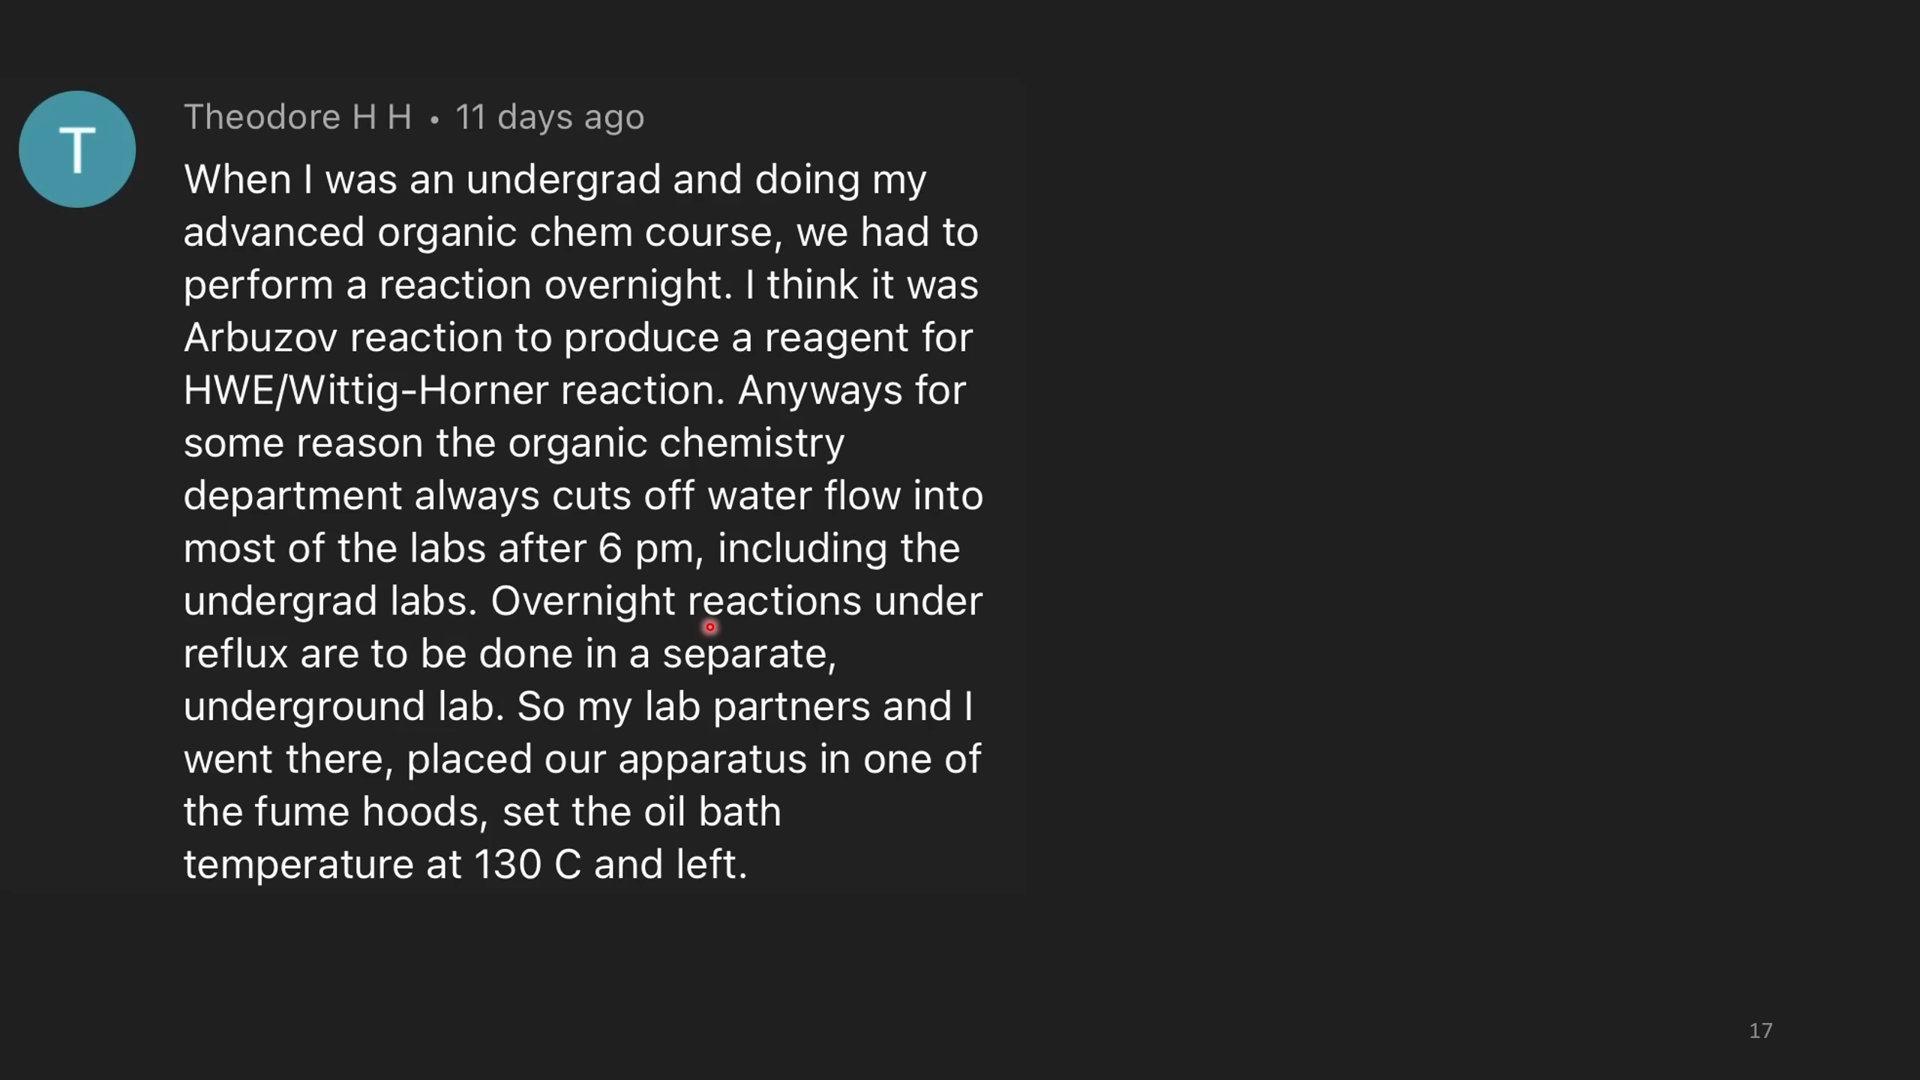 T
Theodore H H • 11 days ago
When I was an undergrad and doing my
advanced organic chem course, we had to
perform a reaction overnight. I think it was
Arbuzov reaction to produce a reagent for
HWE/Wittig-Horner reaction. Anyways for
some reason the organic chemistry
department always cuts off water flow into
most of the labs after 6 pm, including the
undergrad labs. Overnight reactions under
reflux are to be done in a separate,
underground lab. So my lab partners and I
went there, placed our apparatus in one of
the fume hoods, set the oil bath
temperature at 130 C and left.
17